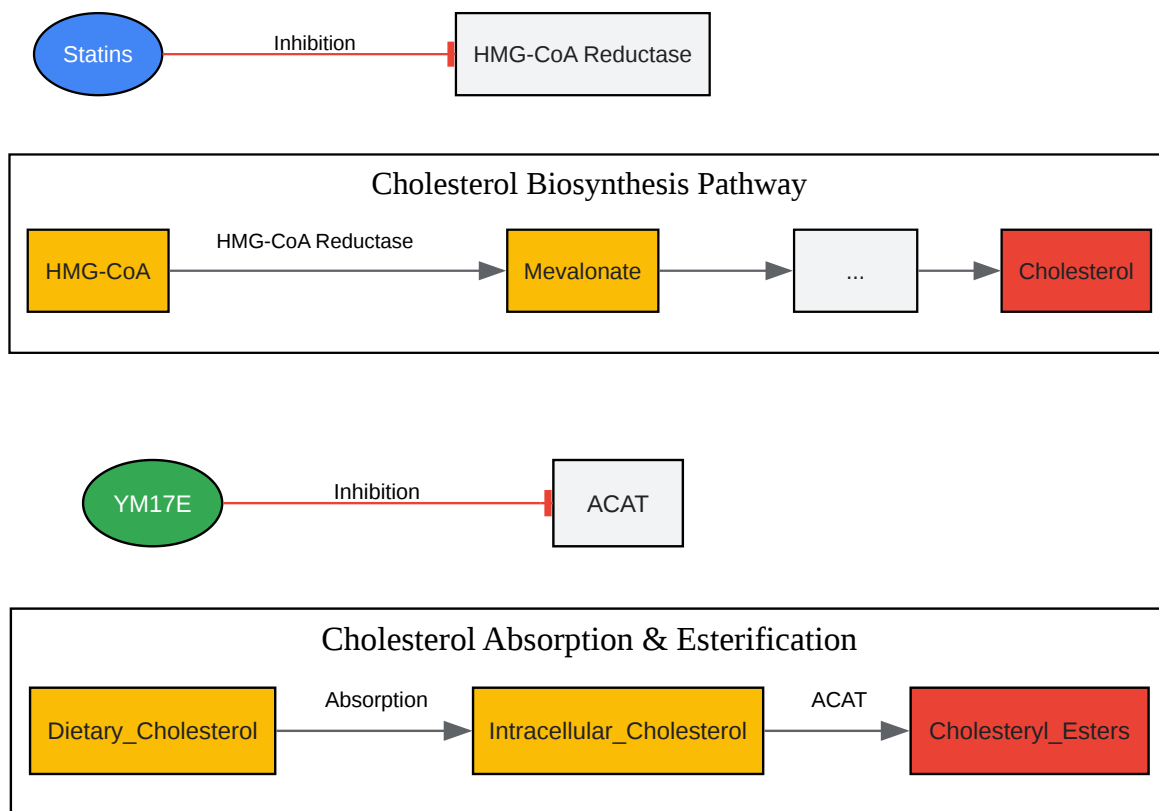 Statins
Inhibition
HMG-CoA Reductase
Cholesterol Biosynthesis Pathway
HMG-CoA
HMG-CoA Reductase
Mevalonate
...
Cholesterol
YM17E
Inhibition
ACAT
Cholesterol Absorption & Esterification
Dietary_Cholesterol
Absorption
Intracellular_Cholesterol
ACAT
Cholesteryl_Esters